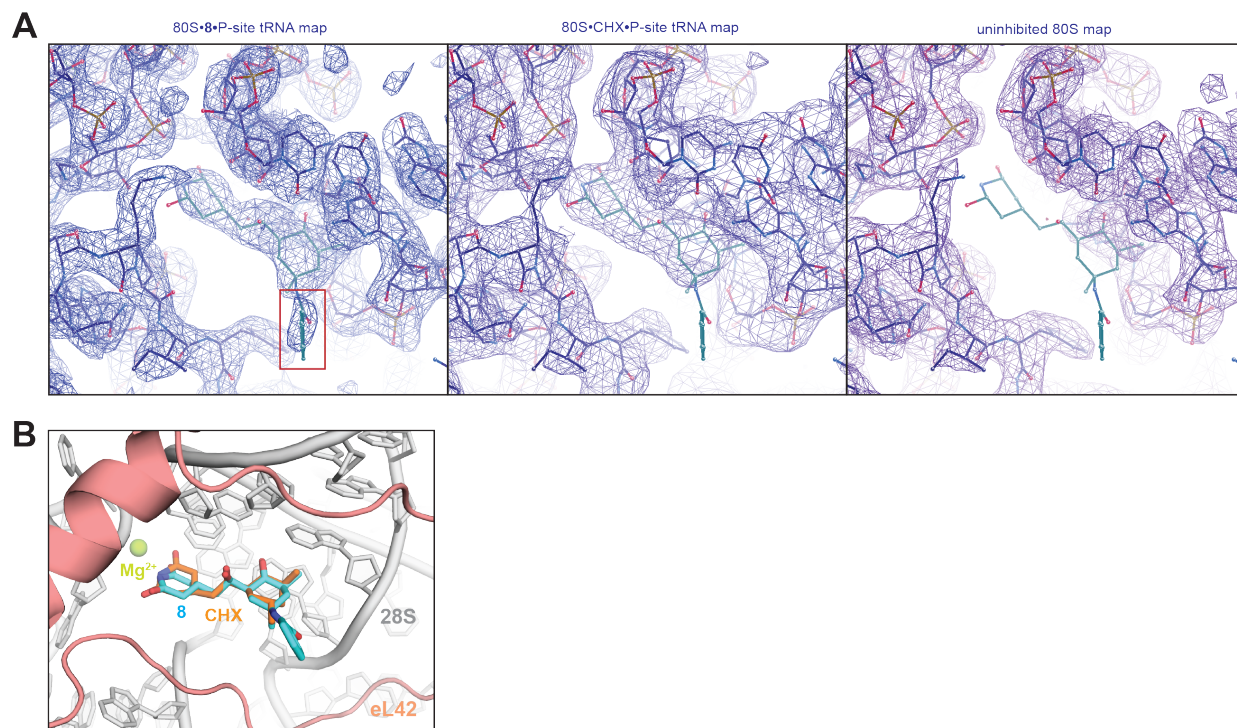 A
80S•8•P-site tRNA map
80S•CHX•P-site tRNA map
uninhibited 80S map
B
Mg²⁺
8
CHX
28S
eL42